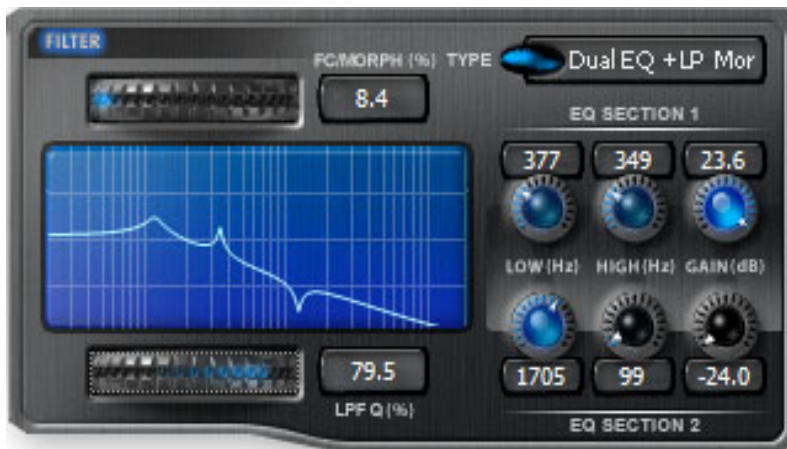 FILTER
FC/MORPH (%) TYPE Dual EQ +LP Mor
8.4
EQ SECTION 1
377 349 23.6
LOW (Hz) HIGH (Hz) GAIN (dB)
79.5
1705 99 -24.0
LPF Q (%)
EQ SECTION 2